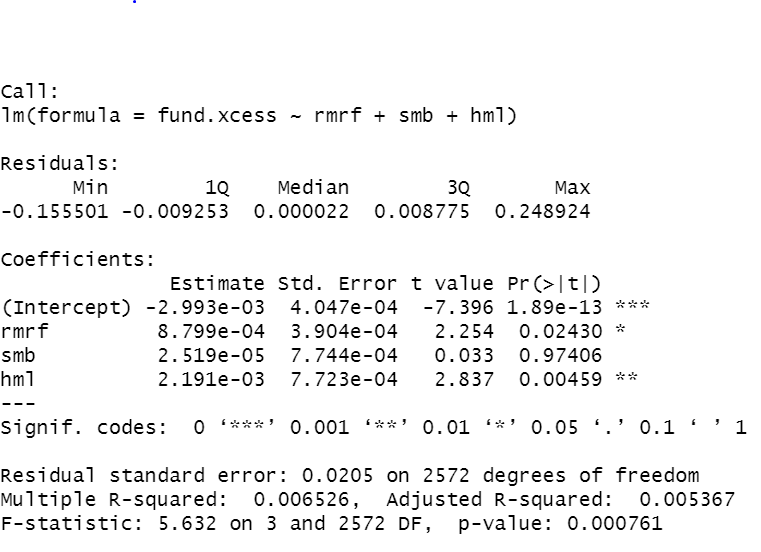 Call:
lm(formula = fund.xcess ~ rmrf + smb + hml)
Residuals:
Min 1Q Median 3Q Max
-0.155501 -0.009253 0.000022 0.008775 0.248924
Coefficients:
Estimate Std. Error t value Pr(>|t|)
(Intercept) -2.993e-03 4.047e-04 -7.396 1.89e-13 ***
rmrf 8.799e-04 3.904e-04 2.254 0.02430 *
smb 2.519e-05 7.744e-04 0.033 0.97406
hml 2.191e-03 7.723e-04 2.837 0.00459 **
---
Signif. codes: 0 ‘***’ 0.001 ‘**’ 0.01 ‘*’ 0.05 ‘.’ 0.1 ‘ ’ 1
Residual standard error: 0.0205 on 2572 degrees of freedom
Multiple R-squared: 0.006526, Adjusted R-squared: 0.005367
F-statistic: 5.632 on 3 and 2572 DF, p-value: 0.000761